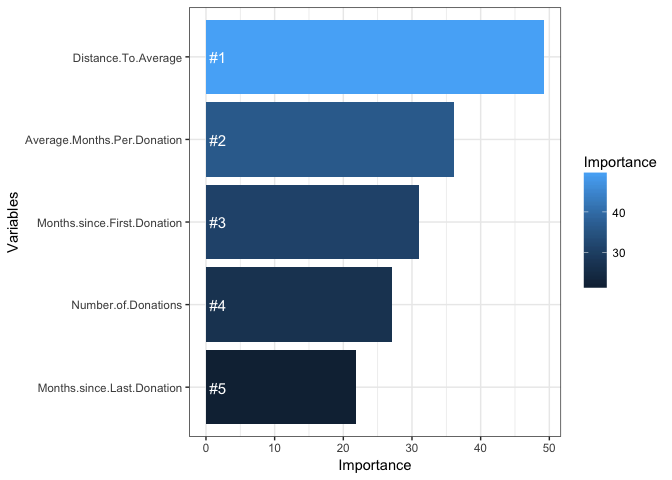 Variables
Distance.To.Average
Average.Months.Per.Donation
Months.since.First.Donation
Number.of.Donations
Months.since.Last.Donation
#1
#2
#3
#4
#5
0 10 20 30 40 50
Importance
Importance
40
30